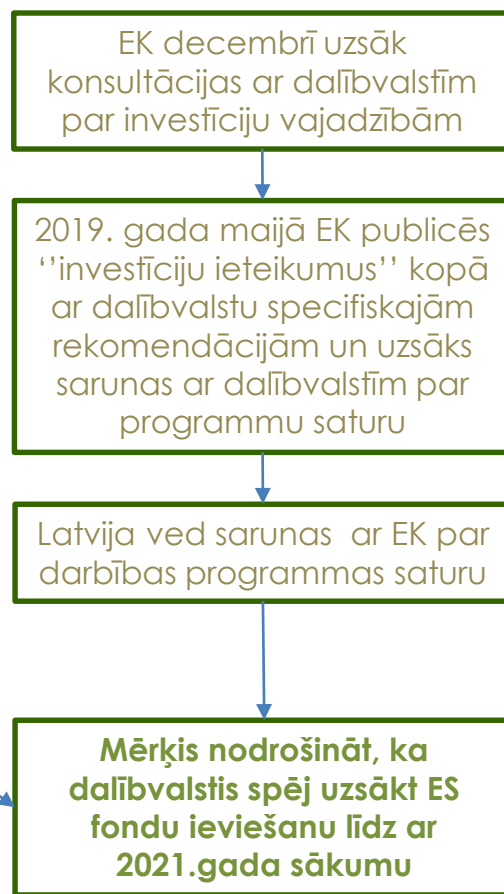 EK decembrī uzsāk
konsultācijas ar dalībvalstīm
par investīciju vajadzībām
2019. gada maijā EK publicēs
‘’investīciju ieteikumus’’ kopā
ar dalībvalstu specifiskajām
rekomendācijām un uzsāks
sarunas ar dalībvalstīm par
programmu saturu
Latvija ved sarunas ar EK par
darbības programmas saturu
Mērķis nodrošināt, ka
dalībvalstis spēj uzsākt ES
fondu ieviešanu līdz ar
2021.gada sākumu